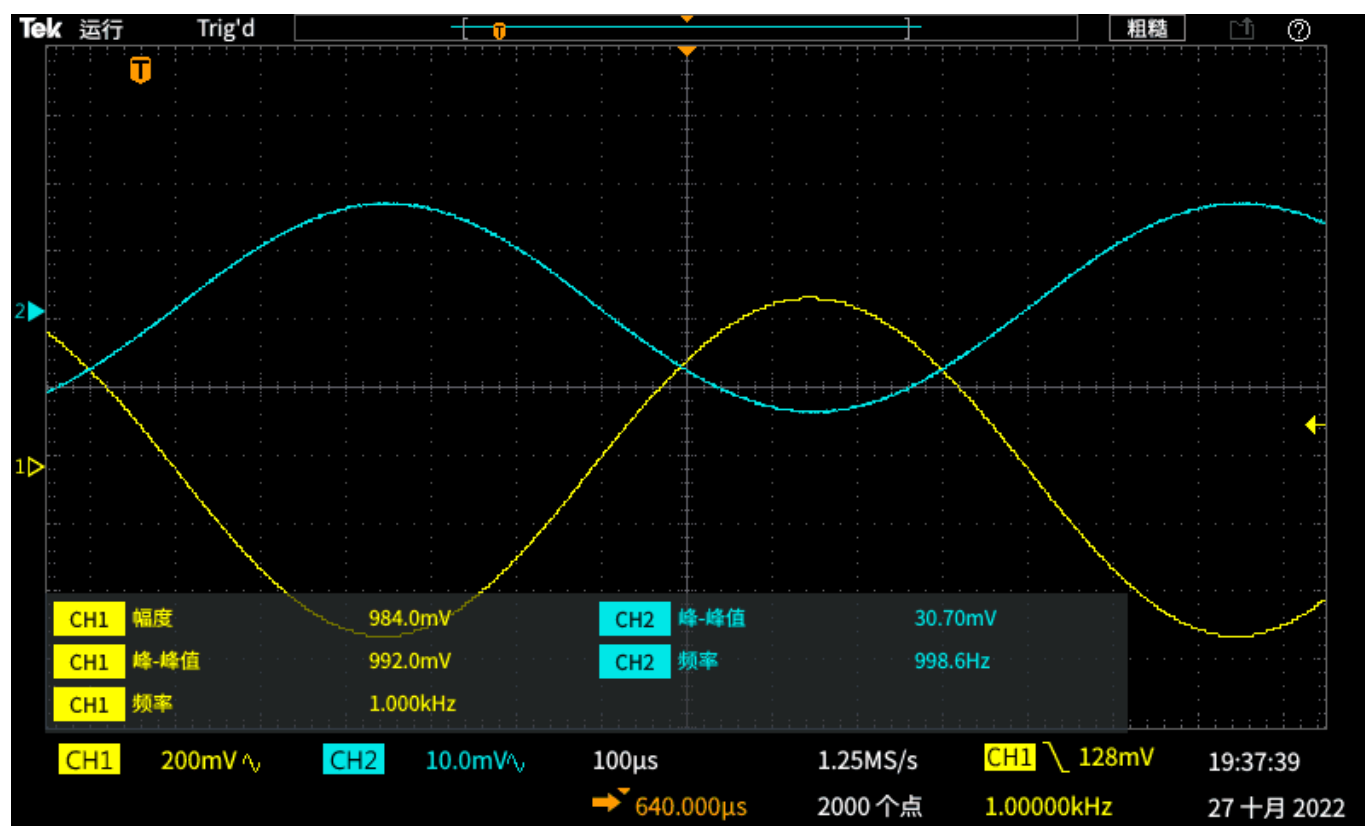 Tek 运行 Trig'd 粗糙 ?
T
T
2
1
CH1 幅度 984.0mV CH2 峰-峰值 30.70mV
CH1 峰-峰值 992.0mV CH2 频率 998.6Hz
CH1 频率 1.000kHz
CH1 200mV CH2 10.0mV 100µs 1.25MS/s CH1 128mV 19:37:39
640.000µs 2000 个点 1.00000kHz 27 十月 2022